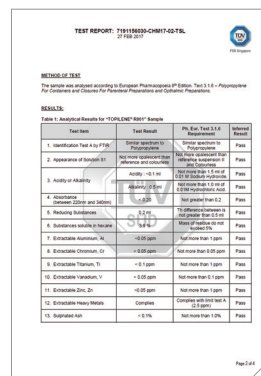 TEST REPORT: 7191156030-CHM17-02-TSL
27 FEB 2017
TÜV
SÜD
PSB Singapore
METHOD OF TEST
The sample was analysed according to European Pharmacopoeia 8th Edition. Text 3.1.6 – Polypropylene
For Containers and Closures For Parenteral Preparations and Opthalmic Preparations.
RESULTS:
Table 1: Analytical Results for "TOPILENE" R801" Sample
Test Item Test Result Ph. Eur. Test 3.1.6 Requirement Inferred Result
1. Identification Test A by FTIR Similar spectrum to Polypropylene Similar spectrum to Polypropylene Pass
2. Appearance of Solution S1 Not more opalescent than reference and colourless Not more opalescent than reference suspension II and Colourless Pass
3. Acidity or Alkalinity Acidity : <0.1 ml Not more than 1.5 ml of 0.01 M Sodium Hydroxide Pass
Alkalinity : 0.5 ml Not more than 1.0 ml of 0.01M Hydrochloric Acid Pass
4. Absorbance (between 220nm and 340nm) < 0.20 Not greater than 0.2 Pass
5. Reducing Substances 0.2 ml Th difference between is not greater than 0.5 ml Pass
6. Substances soluble in hexane % Mass of residue do not exceed 5% Pass
7. Extractable Aluminium, Al <0.05 ppm Not more than 1 ppm Pass
8. Extractable Chromium, Cr <0.05 ppm Not more than 0.05 ppm Pass
9. Extractable Titanium, Ti < 0.1 ppm Not more than 1 ppm Pass
10. Extractable Vanadium, V < 0.05 ppm Not more than 0.1 ppm Pass
11. Extractable Zinc, Zn <0.05 ppm Not more than 1 ppm Pass
12. Extractable Heavy Metals Complies Complies with limit test A (2.5 ppm) Pass
13. Sulphated Ash < 0.1% Not more than 1.0% Pass
TÜV
SÜD
Page 2 of 4